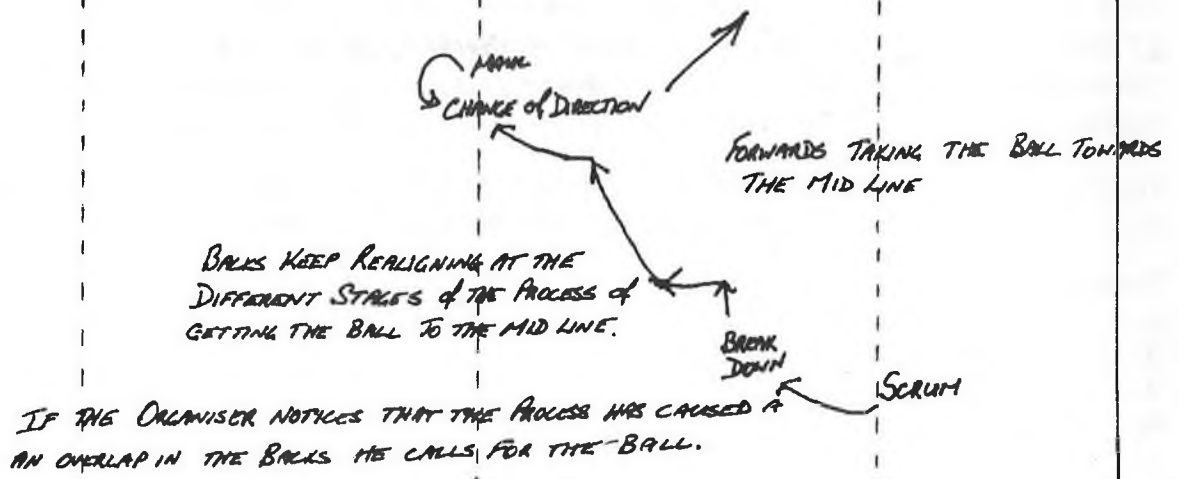 MAUL
CHANGE of DIRECTION
FORWARDS TAKING THE BALL TOWARDS
THE MID LINE
BACKS KEEP REALIGNING AT THE
DIFFERENT STAGES of THE PROCESS of
GETTING THE BALL TO THE MID LINE.
BREAK
DOWN
SCRUM
IF THE ORGANISER NOTICES THAT THE PROCESS HAS CAUSED A
AN OVERLAP IN THE BACKS HE CALLS FOR THE BALL.